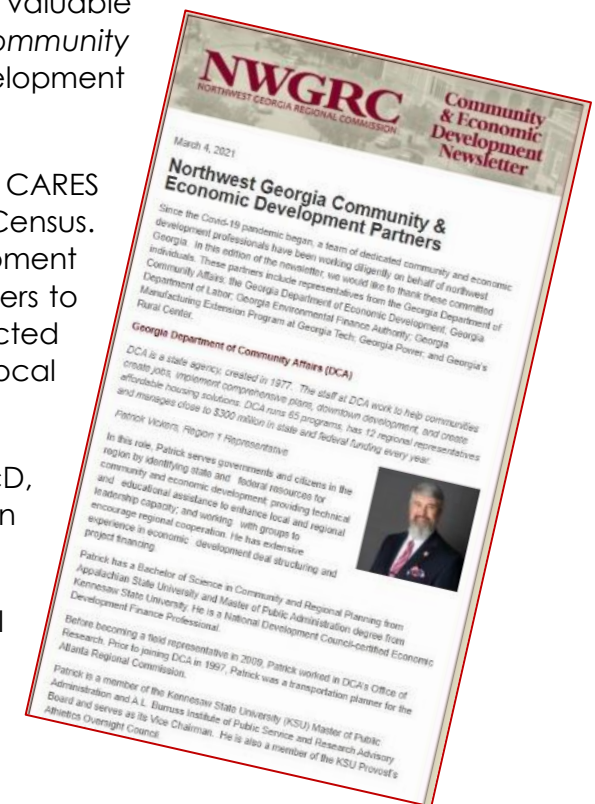 valuable
ommunity
elopment
CARES
Census.
pment
ers to
cted
ocal
cD,
n
d
NWGRC
NORTHWEST GEORGIA REGIONAL COMMISSION
Community
& Economic
Development
Newsletter
March 4, 2021
Northwest Georgia Community &
Economic Development Partners
Since the Covid-19 pandemic began, a team of dedicated community and economic
development professionals have been working diligently on behalf of northwest
Georgia. In this edition of the newsletter, we would like to thank these committed
individuals. These partners include representatives from the Georgia Department of
Community Affairs; the Georgia Department of Economic Development, Georgia
Department of Labor; Georgia Environmental Finance Authority; Georgia
Manufacturing Extension Program at Georgia Tech; Georgia Power; and Georgia's
Rural Center.
Georgia Department of Community Affairs (DCA)
DCA is a state agency, created in 1977. The staff at DCA work to help communities
create jobs, implement comprehensive plans, downtown development, and create
affordable housing solutions. DCA runs 65 programs, has 12 regional representatives
and manages close to $300 million in state and federal funding every year.
Patrick Vickers, Region 1 Representative
In this role, Patrick serves governments and citizens in the
region by identifying state and federal resources for
community and economic development; providing technical
and educational assistance to enhance local and regional
leadership capacity; and working with groups to
encourage regional cooperation. He has extensive
experience in economic development deal structuring and
project financing.
Patrick has a Bachelor of Science in Community and Regional Planning from
Appalachian State University and Master of Public Administration degree from
Kennesaw State University. He is a National Development Council-certified Economic
Development Finance Professional.
Before becoming a field representative in 2009, Patrick worked in DCA's Office of
Research. Prior to joining DCA in 1997, Patrick was a transportation planner for the
Atlanta Regional Commission.
Patrick is a member of the Kennesaw State University (KSU) Master of Public
Administration and A.L. Burruss Institute of Public Service and Research Advisory
Board and serves as its Vice Chairman. He is also a member of the KSU Provost's
Athletics Oversight Council.